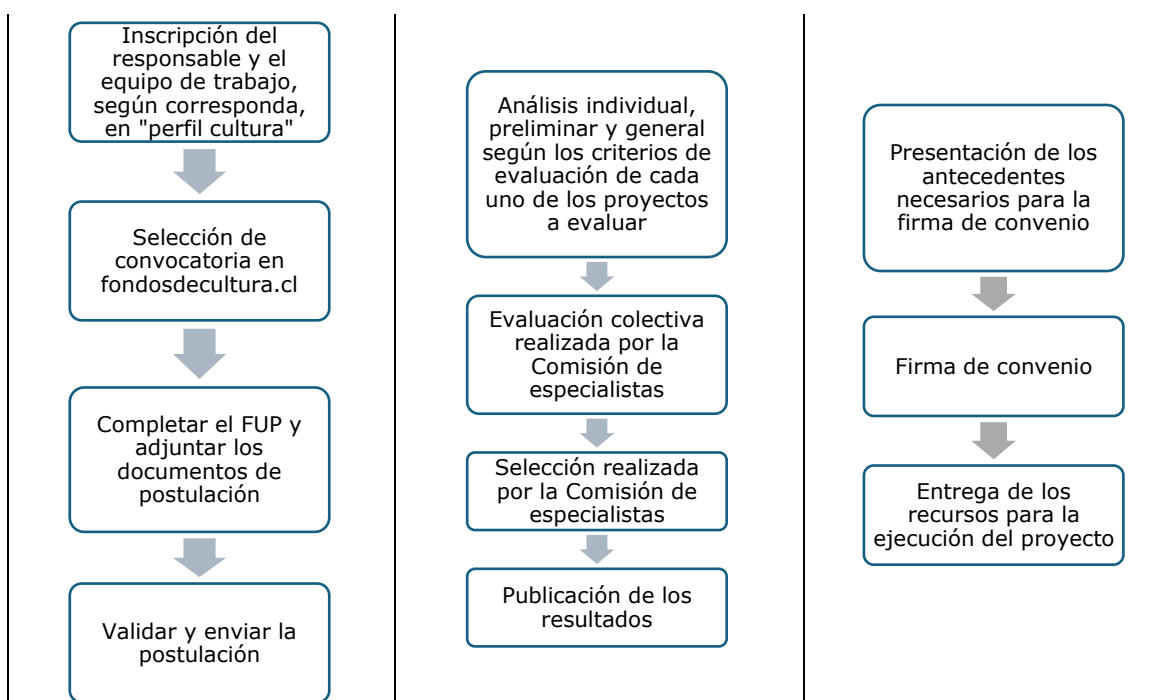 Inscripción del
responsable y el
equipo de trabajo,
según corresponda,
en "perfil cultura"
Selección de
convocatoria en
fondosdecultura.cl
Completar el FUP y
adjuntar los
documentos de
postulación
Validar y enviar la
postulación
Análisis individual,
preliminar y general
según los criterios de
evaluación de cada
uno de los proyectos
a evaluar
Evaluación colectiva
realizada por la
Comisión de
especialistas
Selección realizada
por la Comisión de
especialistas
Publicación de los
resultados
Presentación de los
antecedentes
necesarios para la
firma de convenio
Firma de convenio
Entrega de los
recursos para la
ejecución del proyecto